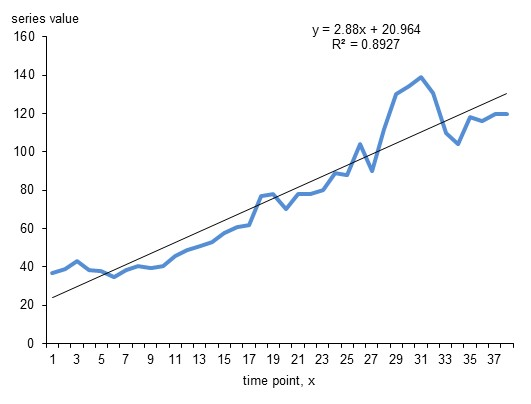 series value
y = 2.88x + 20.964
R² = 0.8927
160
140
120
100
80
60
40
20
0
1 3 5 7 9 11 13 15 17 19 21 23 25 27 29 31 33 35 37
time point, x